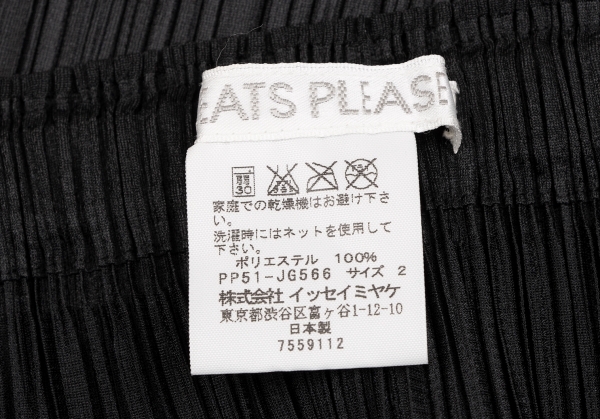 EATS PLEASE
30
家庭での乾燥機はお避け下さ
い。
洗濯時にはネットを使用して下さ
い。
ポリエステル 100%
PP51-JG566 サイズ 2
株式会社 イッセイミヤケ
東京都渋谷区富ヶ谷1-12-10
日本製
7559112